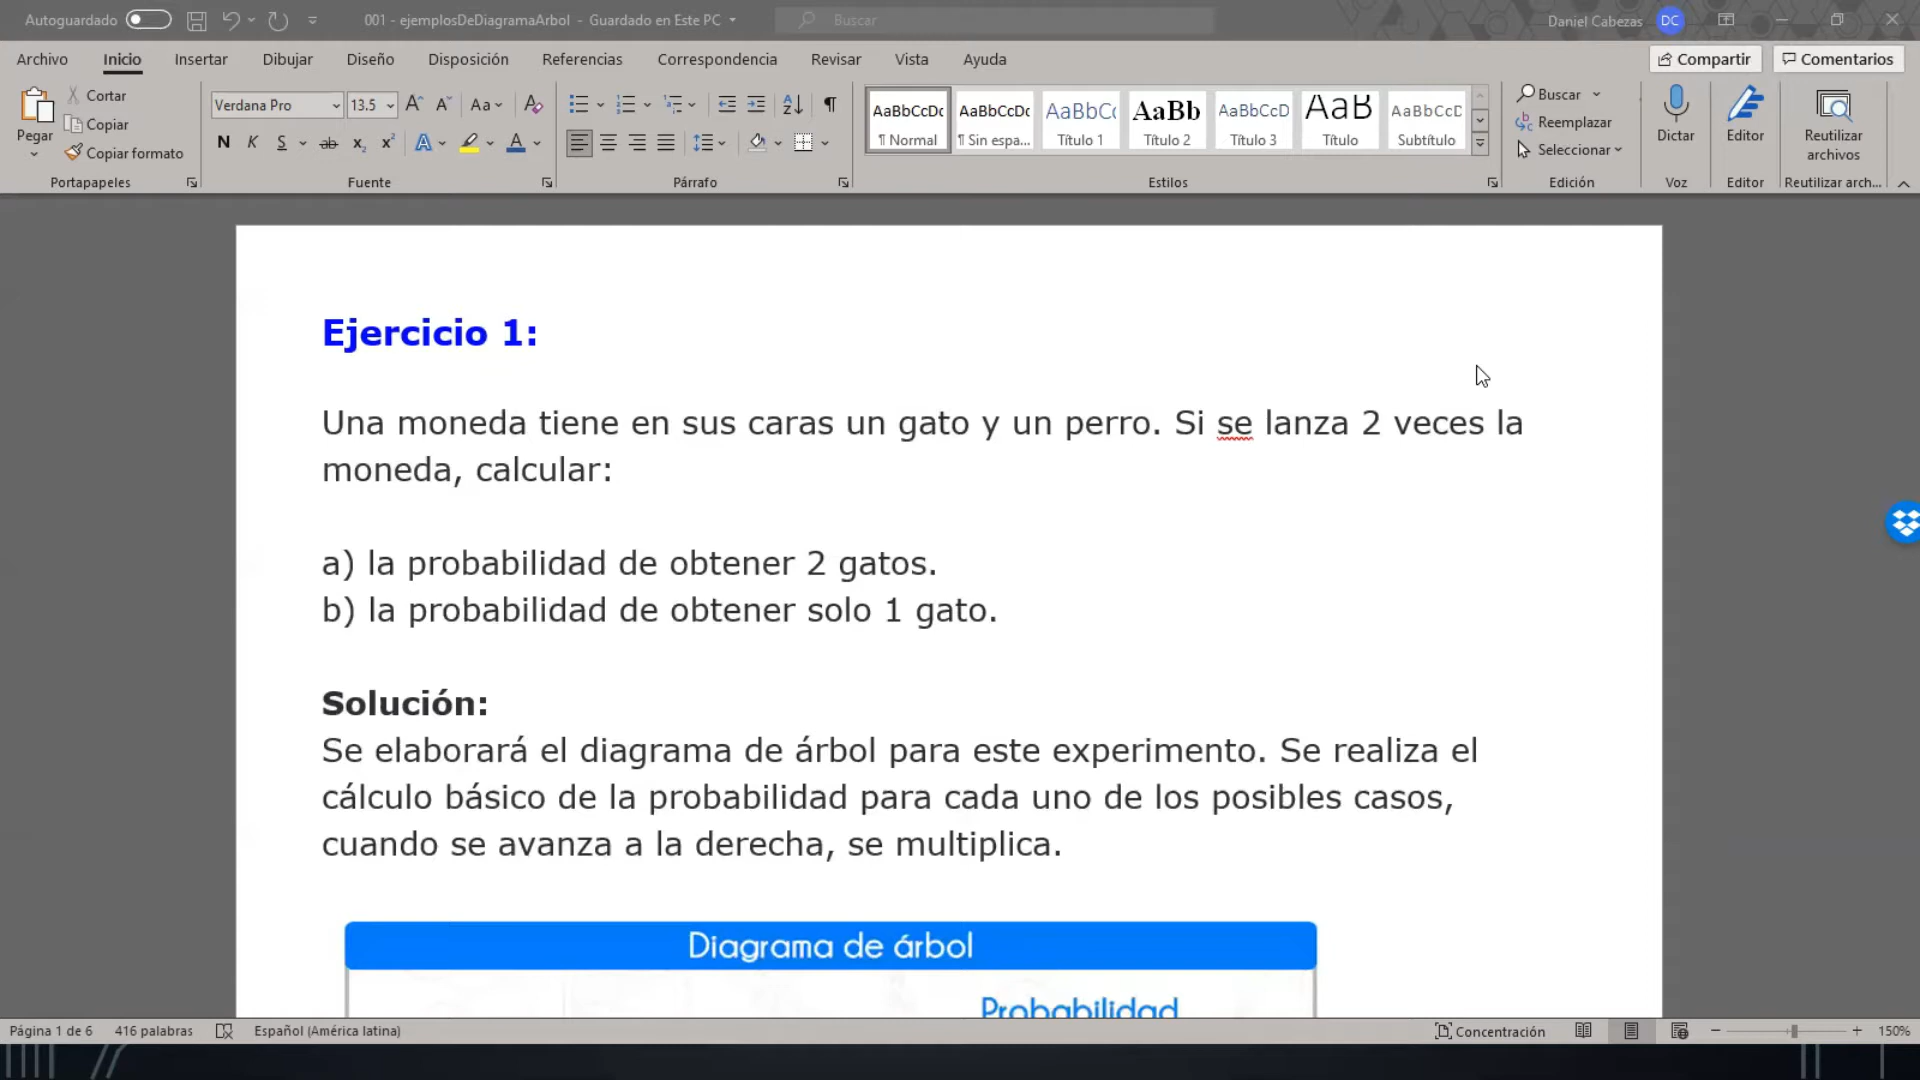 Autoguardado
001 - ejemplosDeDiagramaArbol - Guardado en Este PC
Buscar
Daniel Cabezas
DC
Archivo
Inicio
Insertar
Dibujar
Diseño
Disposición
Referencias
Correspondencia
Revisar
Vista
Ayuda
Compartir
Comentarios
Pegar
Cortar
Copiar
Copiar formato
Portapapeles
Verdana Pro
13.5
Aa
N K S ab x₂ x² A A
Fuente
Párrafo
AaBbCcDc
¶ Normal
AaBbCcDc
¶ Sin espa...
AaBbCc
Título 1
AaBb
Título 2
AaBbCcD
Título 3
AaB
Título
AaBbCcD
Subtítulo
Estilos
Buscar
Reemplazar
Seleccionar
Edición
Dictar
Voz
Editor
Editor
Reutilizar
archivos
Reutilizar arch...
Ejercicio 1:
Una moneda tiene en sus caras un gato y un perro. Si se lanza 2 veces la
moneda, calcular:
a) la probabilidad de obtener 2 gatos.
b) la probabilidad de obtener solo 1 gato.
Solución:
Se elaborará el diagrama de árbol para este experimento. Se realiza el
cálculo básico de la probabilidad para cada uno de los posibles casos,
cuando se avanza a la derecha, se multiplica.
Diagrama de árbol
Probabilidad
Página 1 de 6
416 palabras
Español (América latina)
Concentración
150%